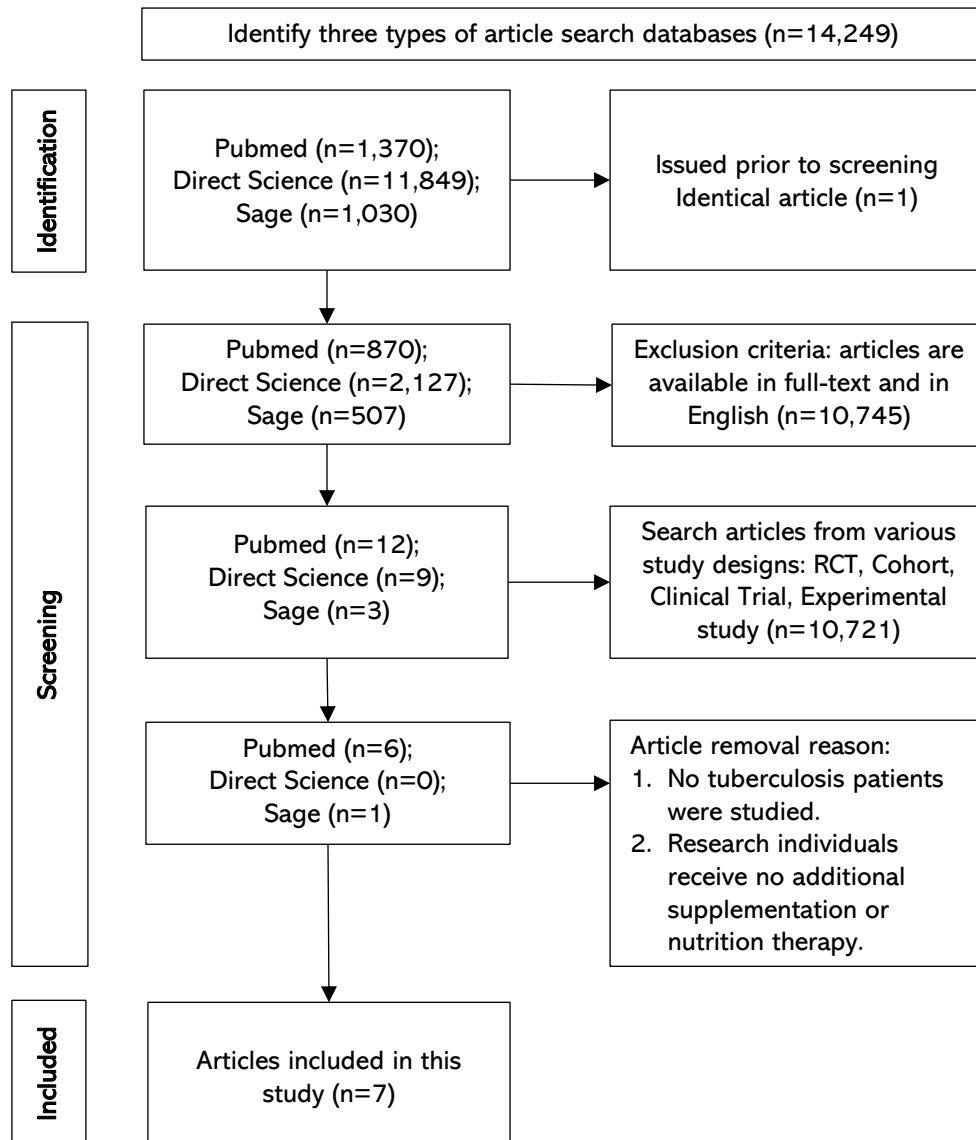 Identify three types of article search databases (n=14,249)
Identification
Pubmed (n=1,370);
Direct Science (n=11,849);
Sage (n=1,030)
Issued prior to screening
Identical article (n=1)
Screening
Pubmed (n=870);
Direct Science (n=2,127);
Sage (n=507)
Exclusion criteria: articles are
available in full-text and in
English (n=10,745)
Pubmed (n=12);
Direct Science (n=9);
Sage (n=3)
Search articles from various
study designs: RCT, Cohort,
Clinical Trial, Experimental
study (n=10,721)
Pubmed (n=6);
Direct Science (n=0);
Sage (n=1)
Article removal reason:
1. No tuberculosis patients
were studied.
2. Research individuals
receive no additional
supplementation or
nutrition therapy.
Included
Articles included in this
study (n=7)